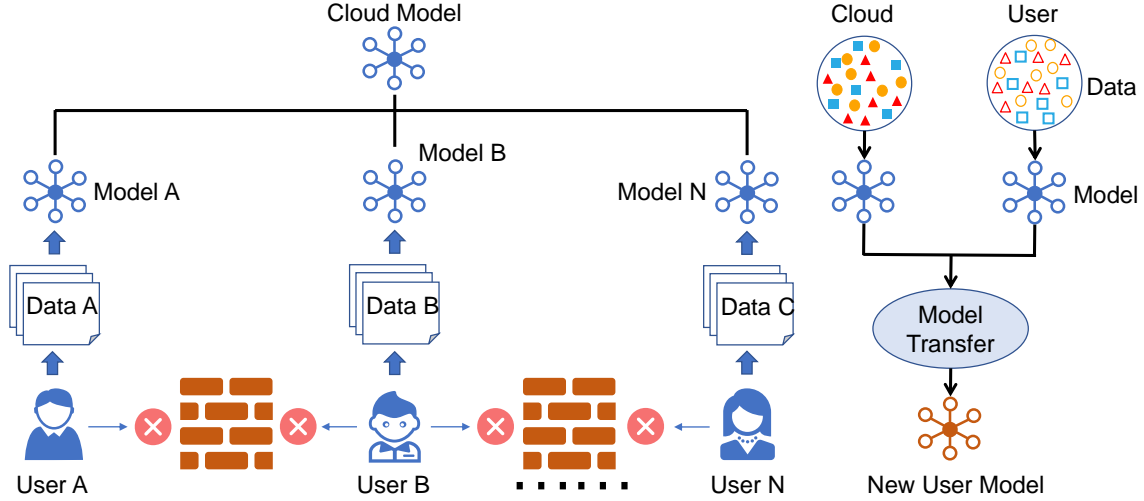 Cloud Model
Model A
Model B
Model N
Data A
Data B
Data C
User A
User B
User N
Cloud
User
Data
Model
Model
Transfer
New User Model